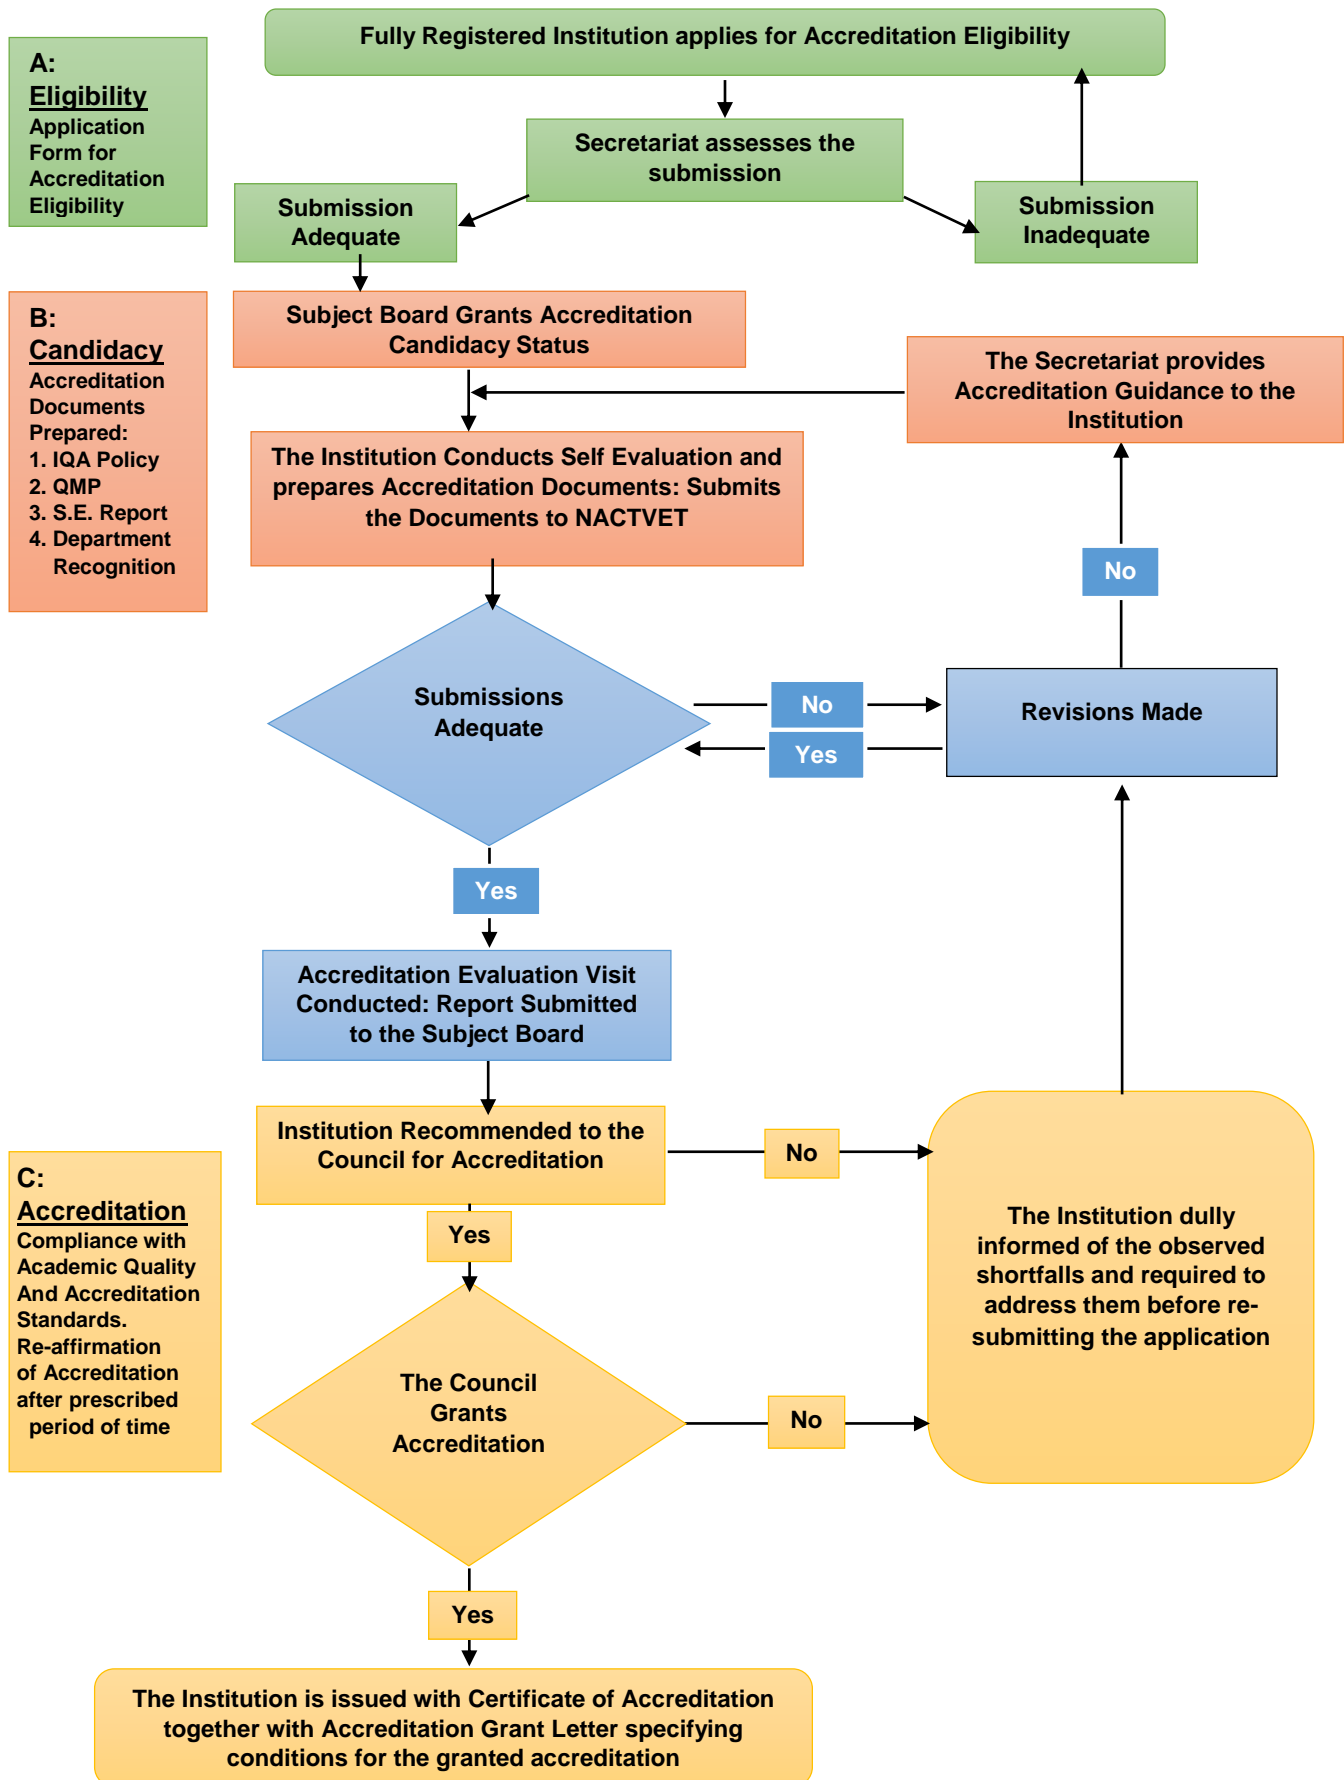 Fully Registered Institution applies for Accreditation Eligibility
A:
Eligibility
Application
Form for
Accreditation
Eligibility
Secretariat assesses the
submission
Submission
Adequate
Submission
Inadequate
B:
Candidacy
Accreditation
Documents
Prepared:
1. IQA Policy
2. QMP
3. S.E. Report
4. Department
Recognition
Subject Board Grants Accreditation
Candidacy Status
The Secretariat provides
Accreditation Guidance to the
Institution
The Institution Conducts Self Evaluation and
prepares Accreditation Documents: Submits
the Documents to NACTVET
No
Submissions
Adequate
No
Yes
Revisions Made
Yes
Accreditation Evaluation Visit
Conducted: Report Submitted
to the Subject Board
Institution Recommended to the
Council for Accreditation
No
C:
Accreditation
Compliance with
Academic Quality
And Accreditation
Standards.
Re-affirmation
of Accreditation
after prescribed
period of time
Yes
The Institution dully
informed of the observed
shortfalls and required to
address them before re-
submitting the application
The Council
Grants
Accreditation
No
Yes
The Institution is issued with Certificate of Accreditation
together with Accreditation Grant Letter specifying
conditions for the granted accreditation